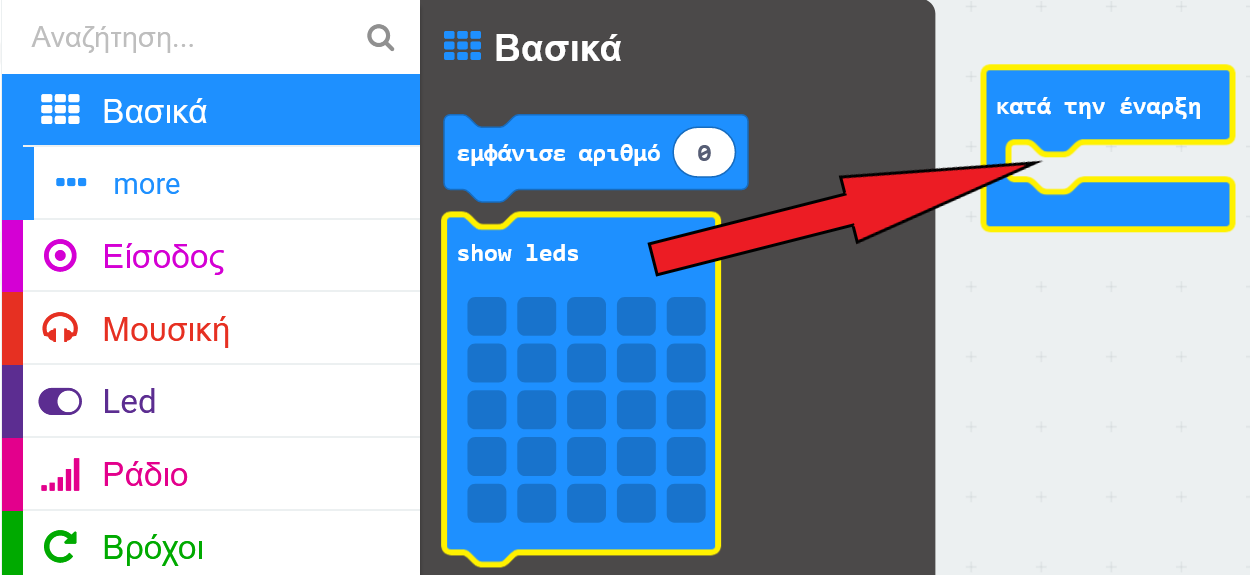 Αναζήτηση...
Βασικά
more
Είσοδος
Μουσική
Led
Ράδιο
Βρόχοι
Βασικά
εμφάνισε αριθμό 0
show leds
κατά την έναρξη